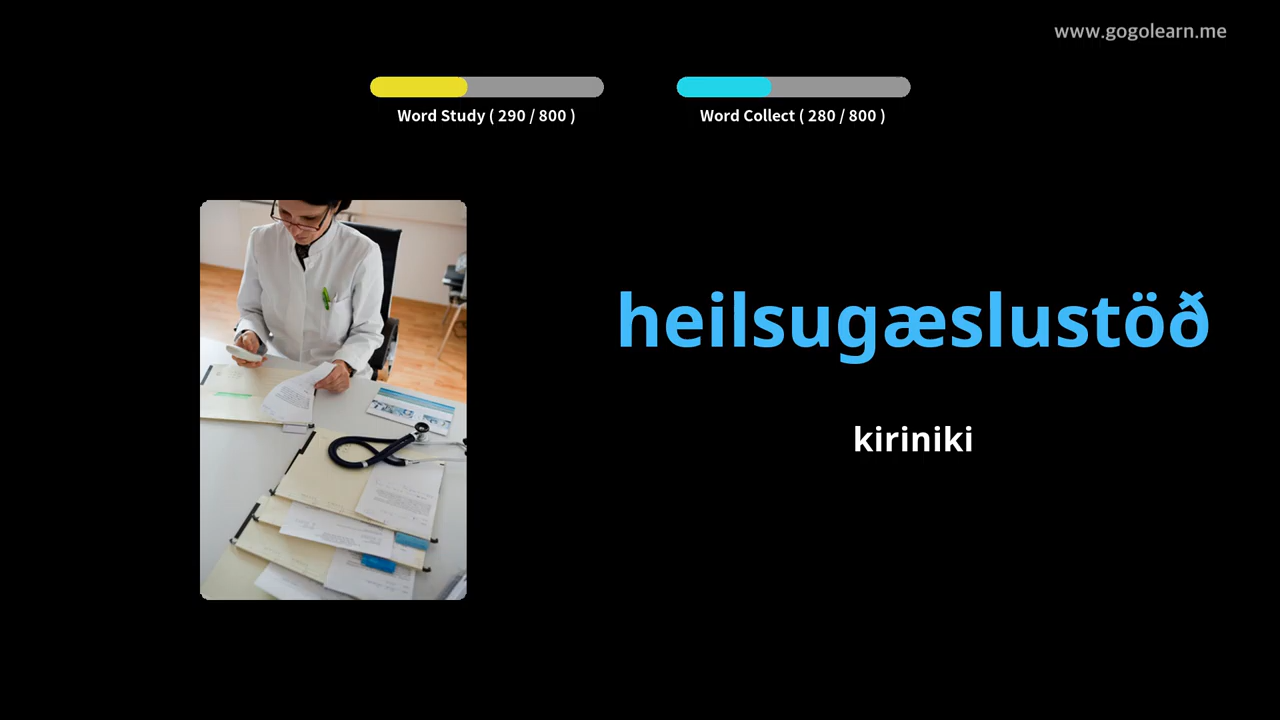 www.gogolearn.me
Word Study ( 290 / 800 )
Word Collect ( 280 / 800 )
heilsugæslustöð
kiriniki